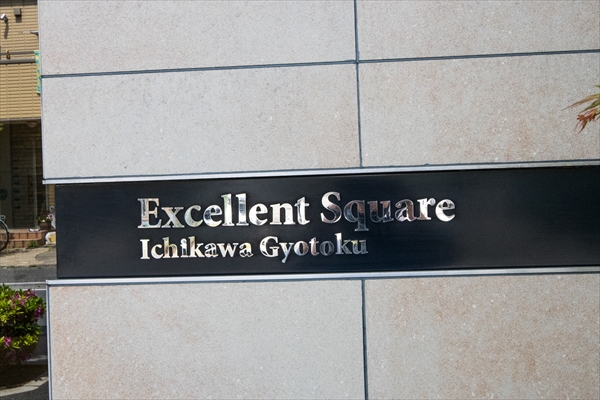 Excellent Square
Ichikawa Gyotoku